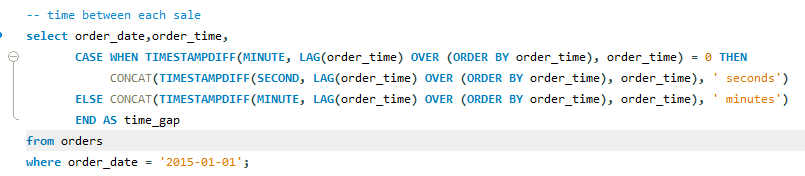 -- time between each sale
select order_date,order_time,
CASE WHEN TIMESTAMPDIFF(MINUTE, LAG(order_time) OVER (ORDER BY order_time), order_time) = 0 THEN
CONCAT(TIMESTAMPDIFF(SECOND, LAG(order_time) OVER (ORDER BY order_time), order_time), ' seconds')
ELSE CONCAT(TIMESTAMPDIFF(MINUTE, LAG(order_time) OVER (ORDER BY order_time), order_time), ' minutes')
END AS time_gap
from orders
where order_date = '2015-01-01';